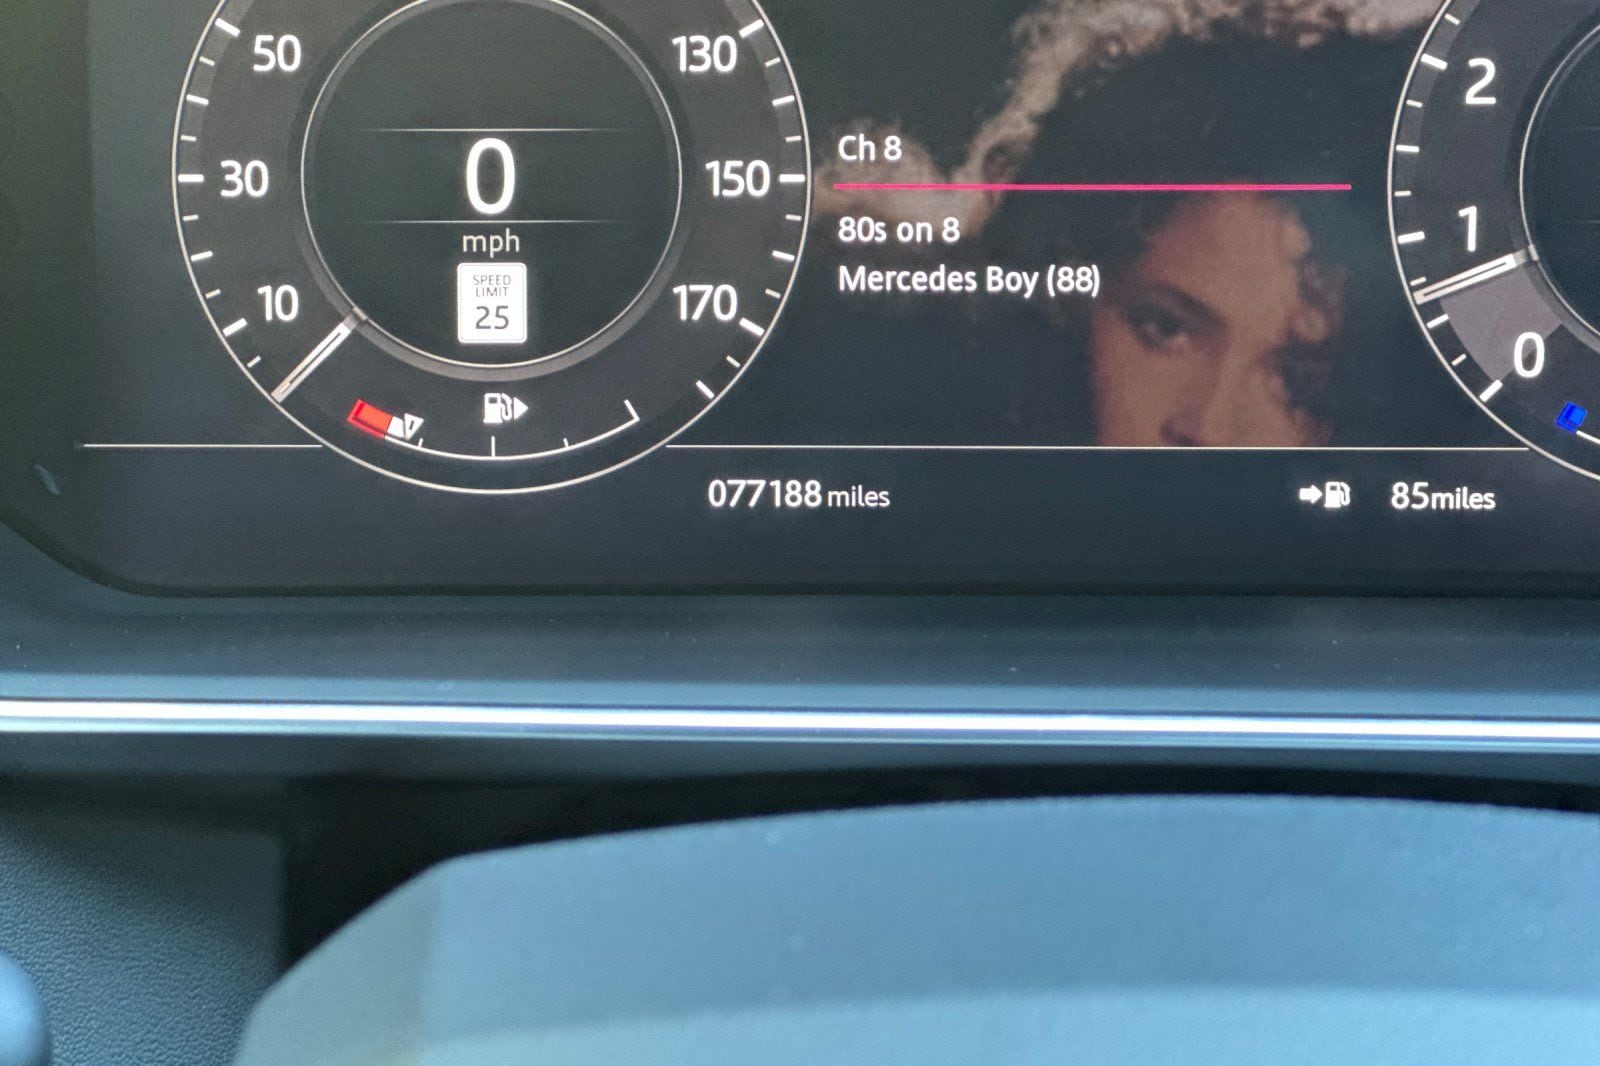 50
130
30
0
150
mph
SPEED
LIMIT
25
10
170
Ch 8
80s on 8
Mercedes Boy (88)
2
1
0
077188 miles
85miles